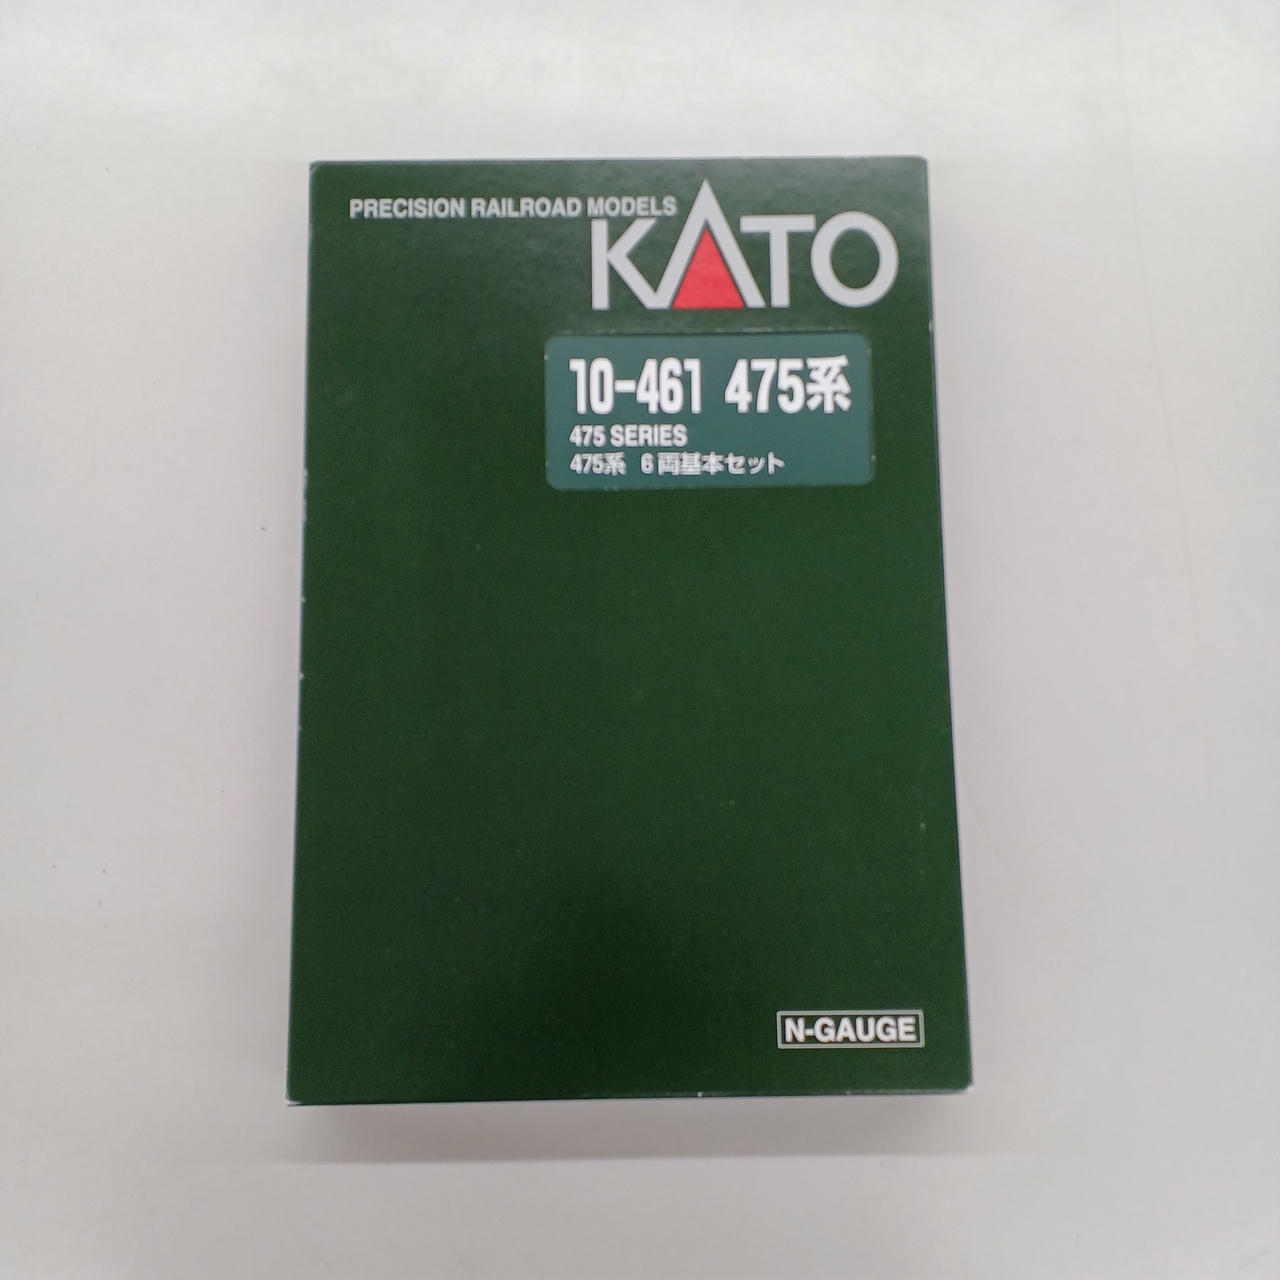 PRECISION RAILROAD MODELS
KATO
10-461 475系
475 SERIES
475系 6両基本セット
N-GAUGE